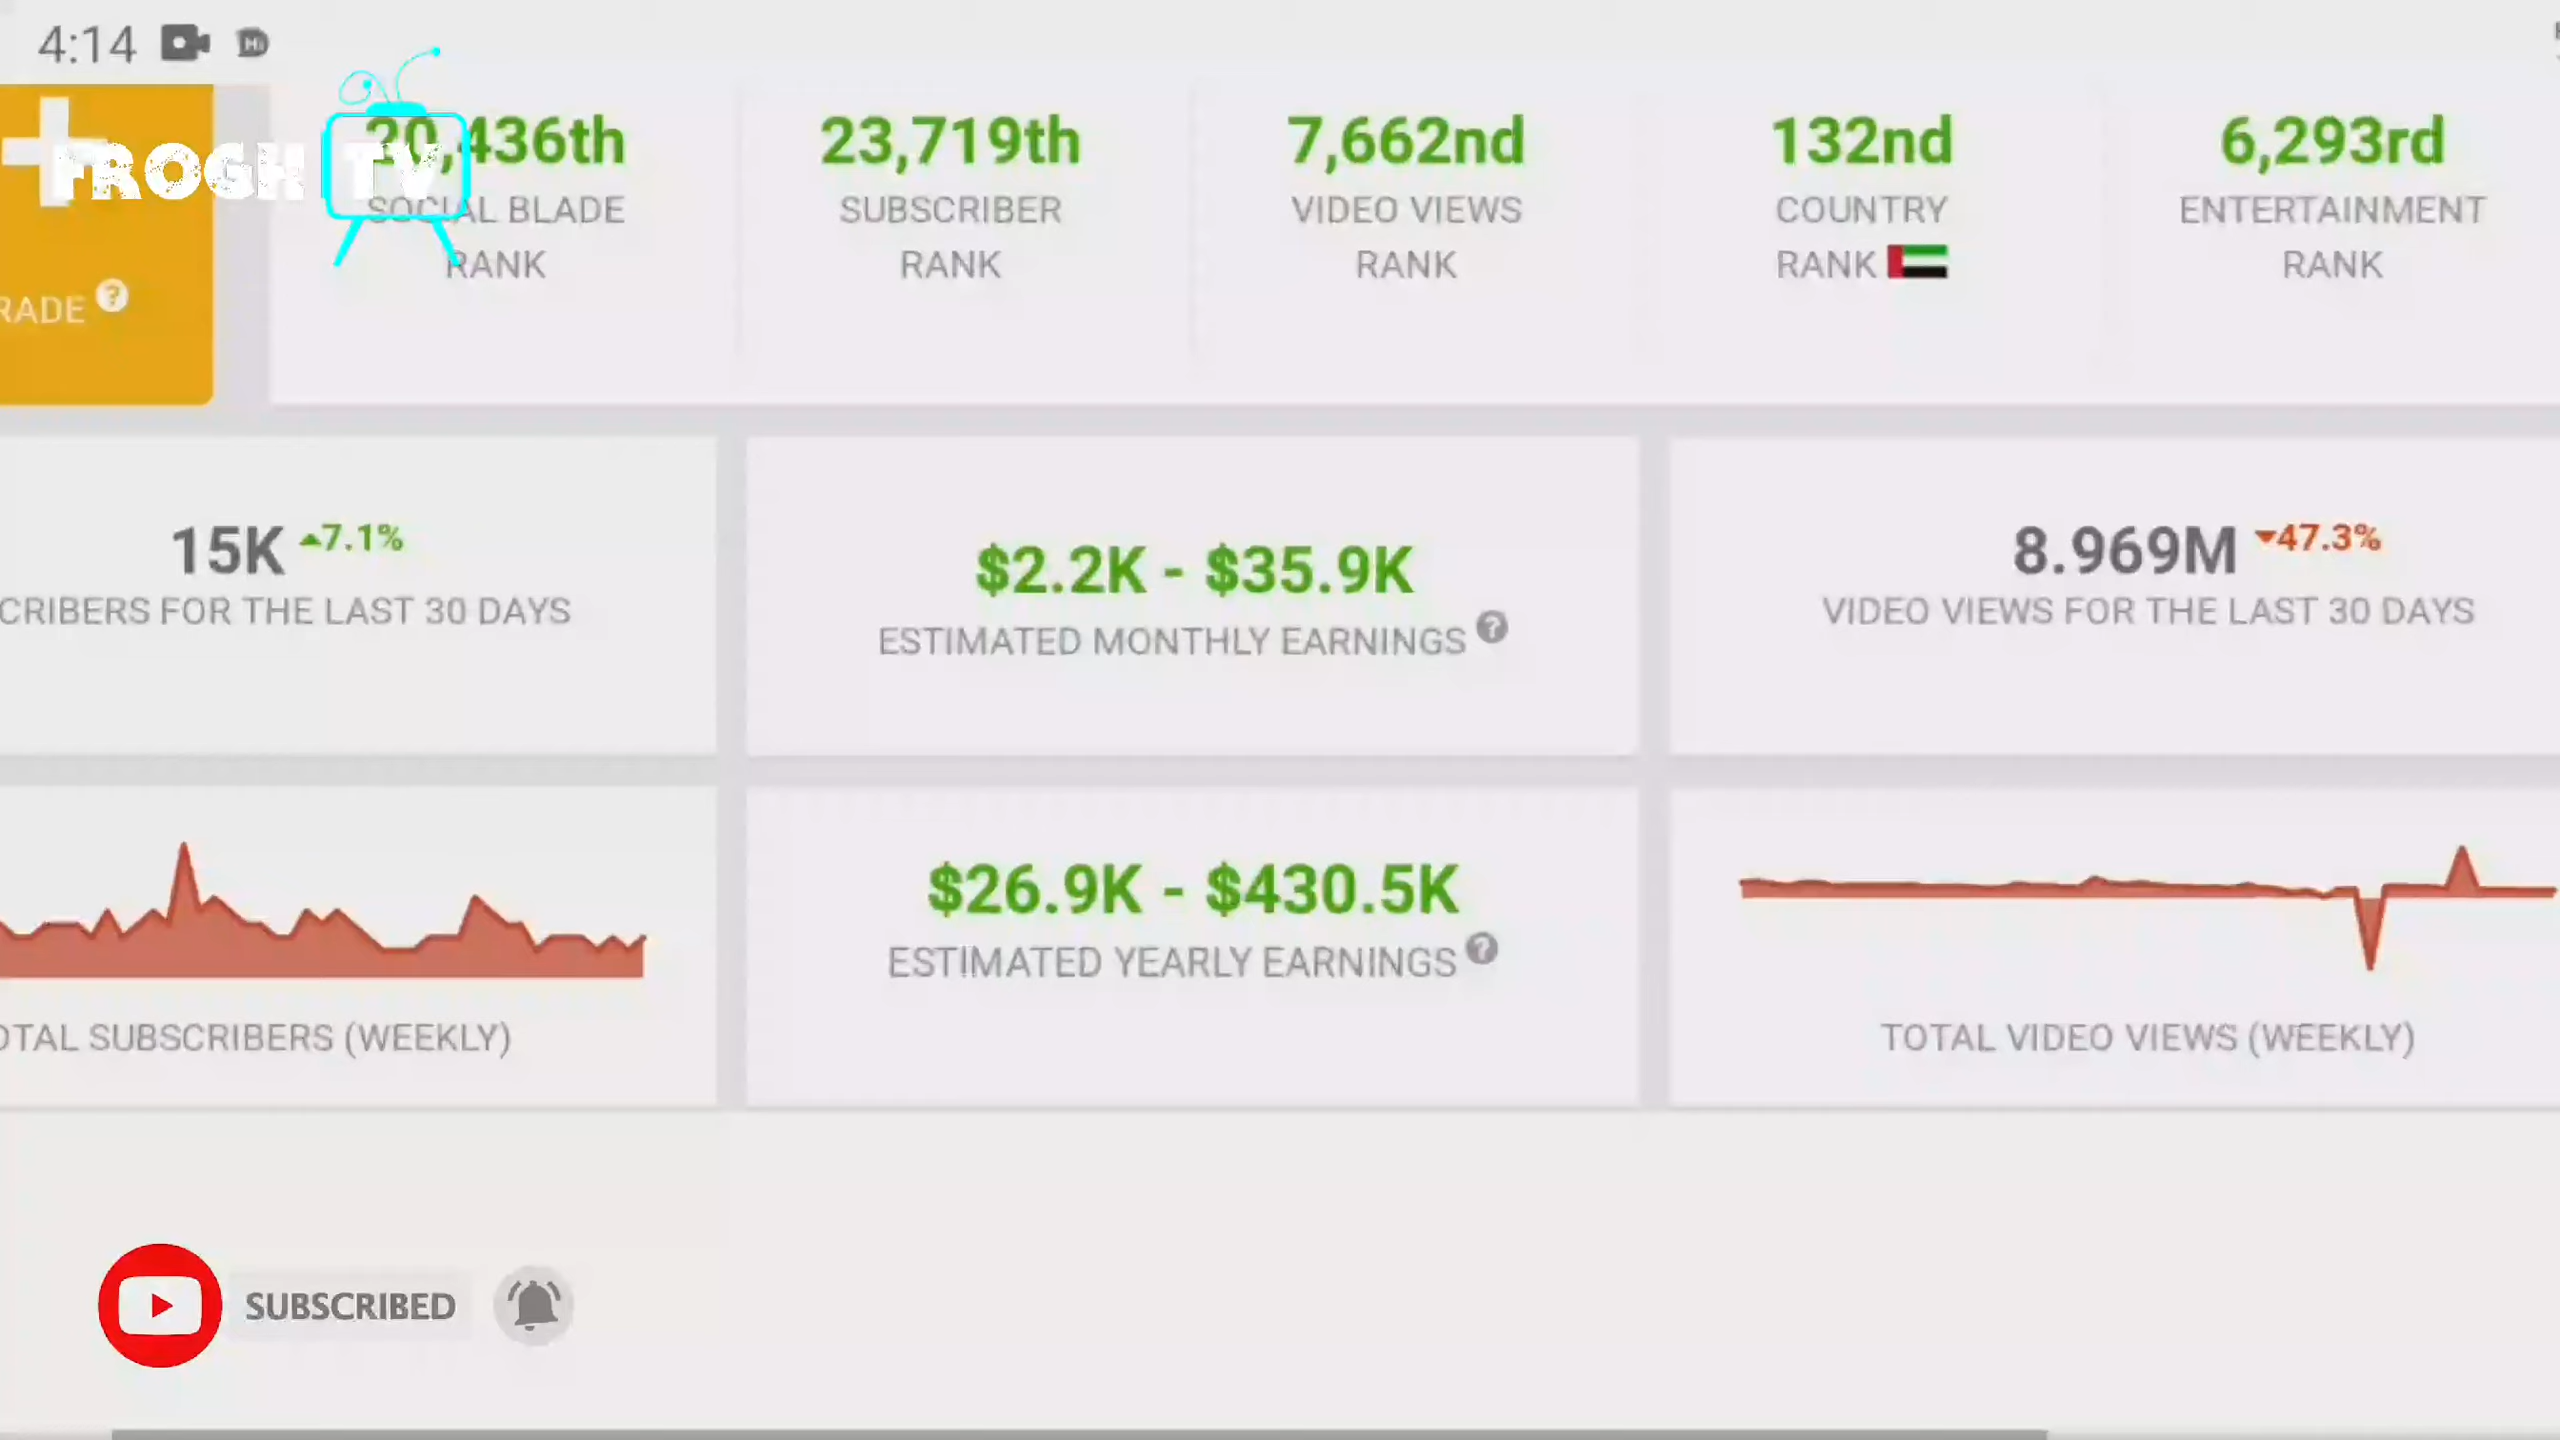 4:14
FROGH TV
20,436th
SOCIAL BLADE
RANK
23,719th
SUBSCRIBER
RANK
7,662nd
VIDEO VIEWS
RANK
132nd
COUNTRY
RANK
6,293rd
ENTERTAINMENT
RANK
RADE ?
15K ▲7.1%
CRIBERS FOR THE LAST 30 DAYS
$2.2K - $35.9K
ESTIMATED MONTHLY EARNINGS ?
8.969M ▼47.3%
VIDEO VIEWS FOR THE LAST 30 DAYS
OTAL SUBSCRIBERS (WEEKLY)
$26.9K - $430.5K
ESTIMATED YEARLY EARNINGS ?
TOTAL VIDEO VIEWS (WEEKLY)
SUBSCRIBED